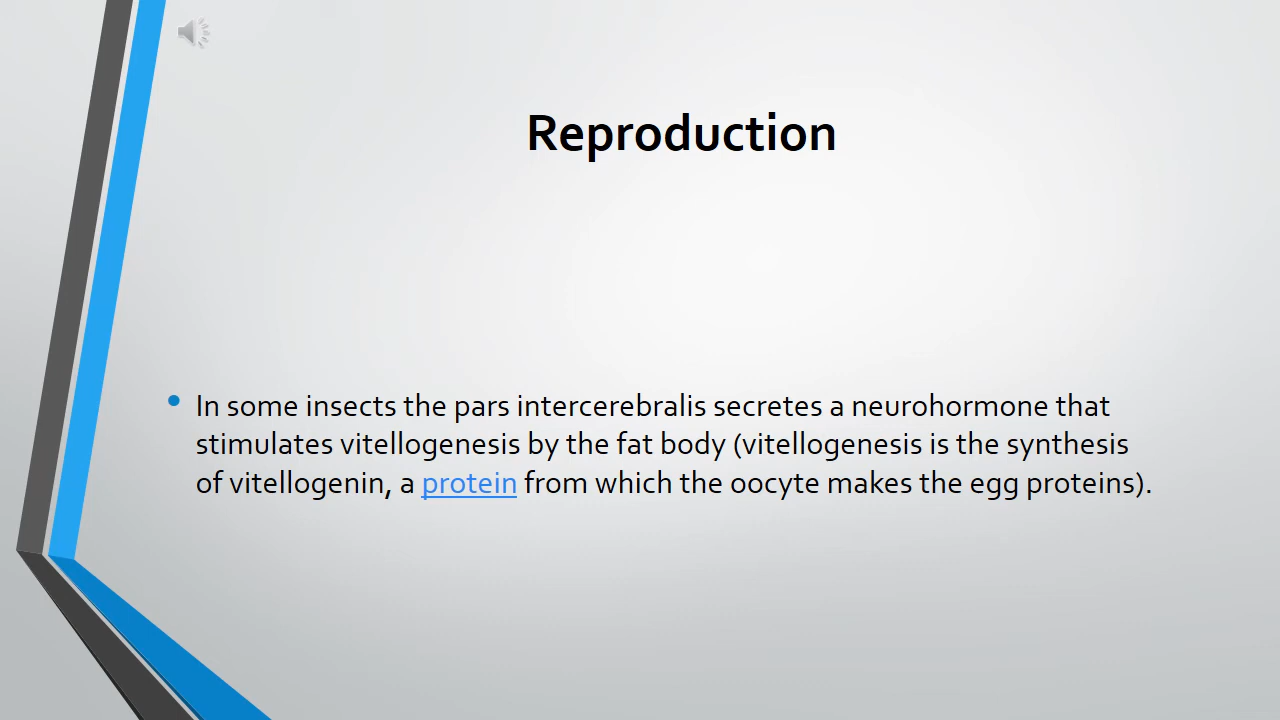 Reproduction
• In some insects the pars intercerebralis secretes a neurohormone that
stimulates vitellogenesis by the fat body (vitellogenesis is the synthesis
of vitellogenin, a protein from which the oocyte makes the egg proteins).